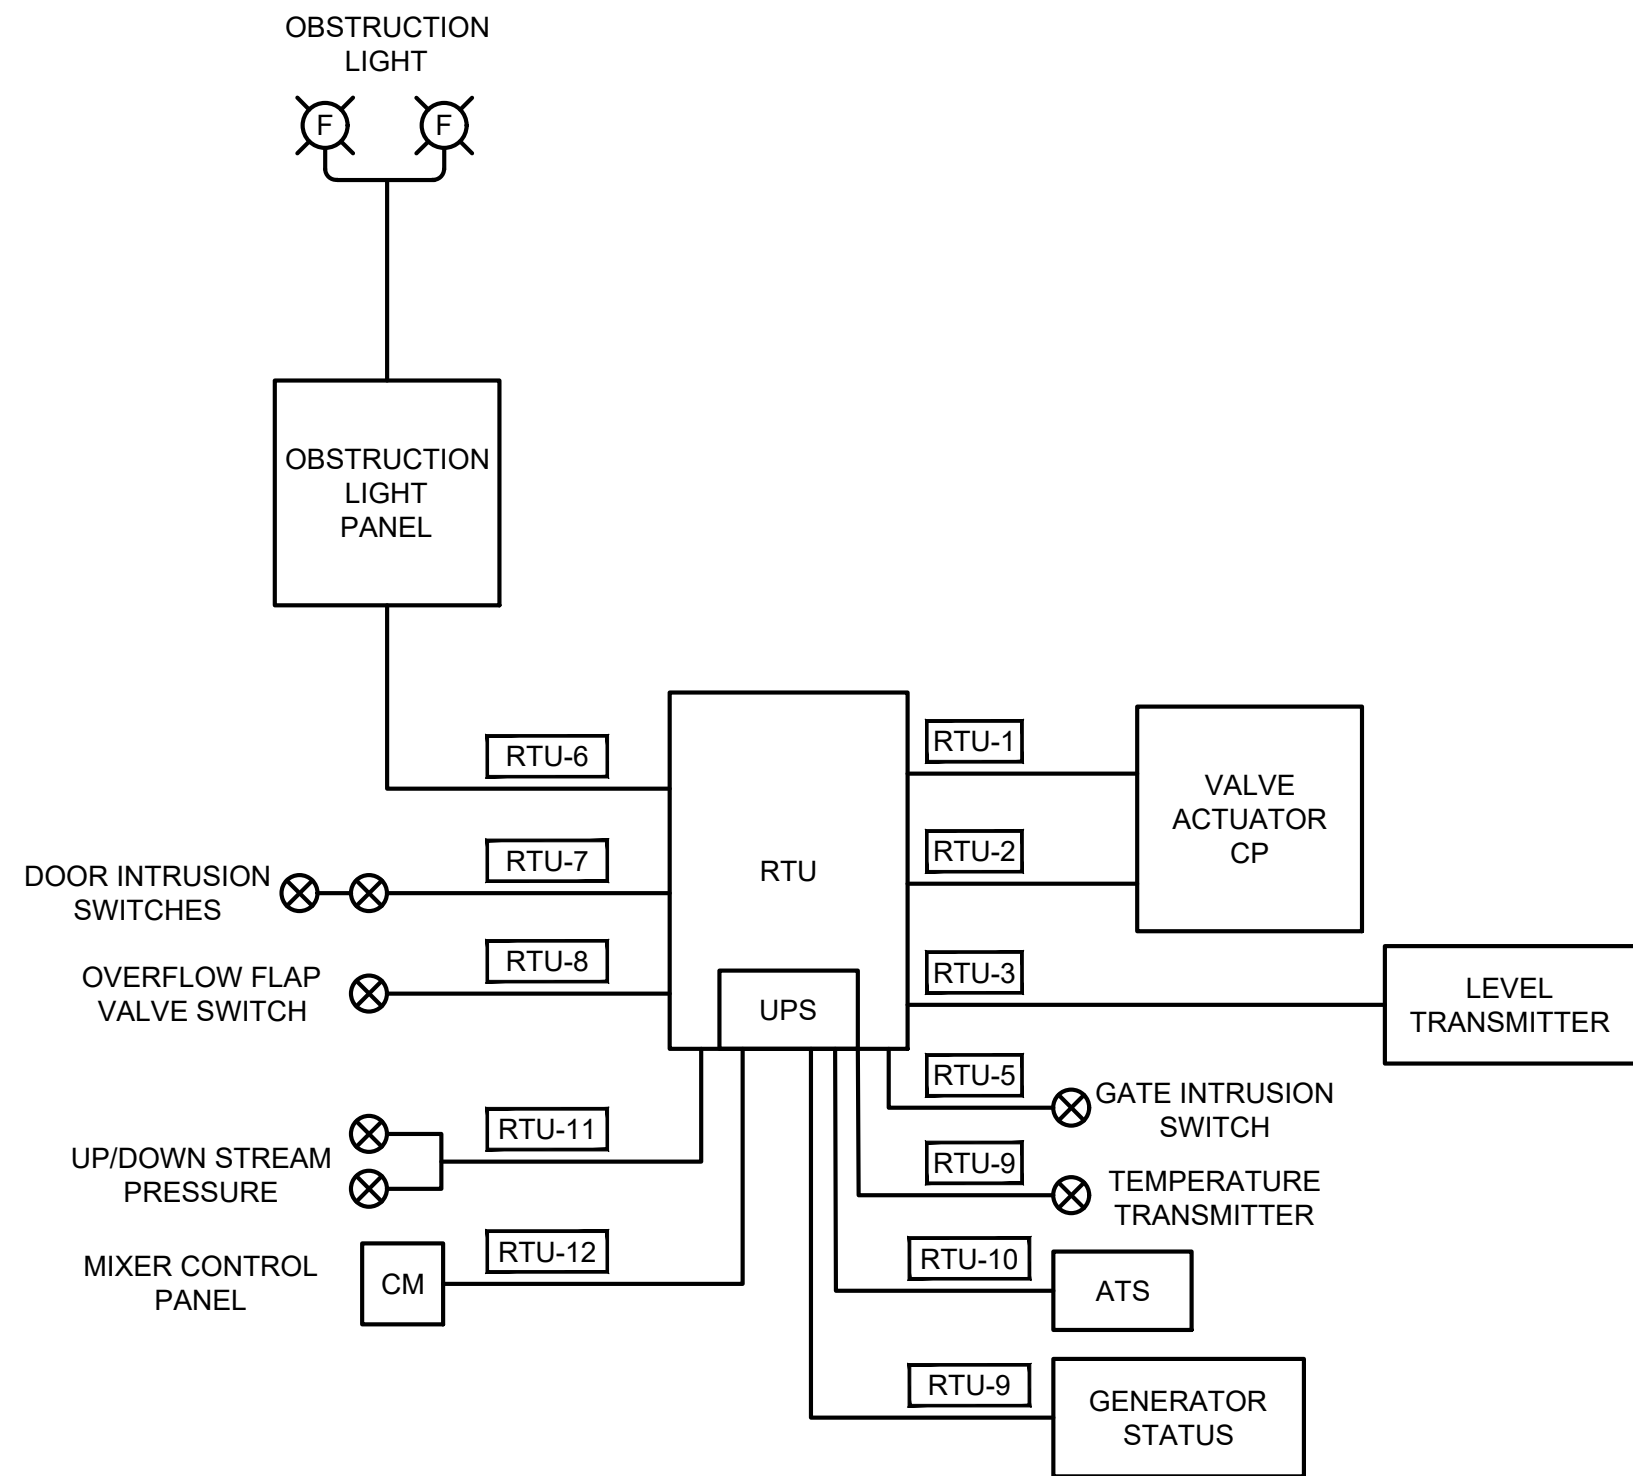 OBSTRUCTION
LIGHT
F
F
OBSTRUCTION
LIGHT
PANEL
RTU-6
RTU-1
VALVE
ACTUATOR
CP
RTU-2
RTU
RTU-7
DOOR INTRUSION
SWITCHES
RTU-8
OVERFLOW FLAP
VALVE SWITCH
UPS
RTU-3
LEVEL
TRANSMITTER
RTU-5
GATE INTRUSION
SWITCH
RTU-11
UP/DOWN STREAM
PRESSURE
RTU-9
TEMPERATURE
TRANSMITTER
RTU-12
MIXER CONTROL
PANEL
CM
RTU-10
ATS
RTU-9
GENERATOR
STATUS